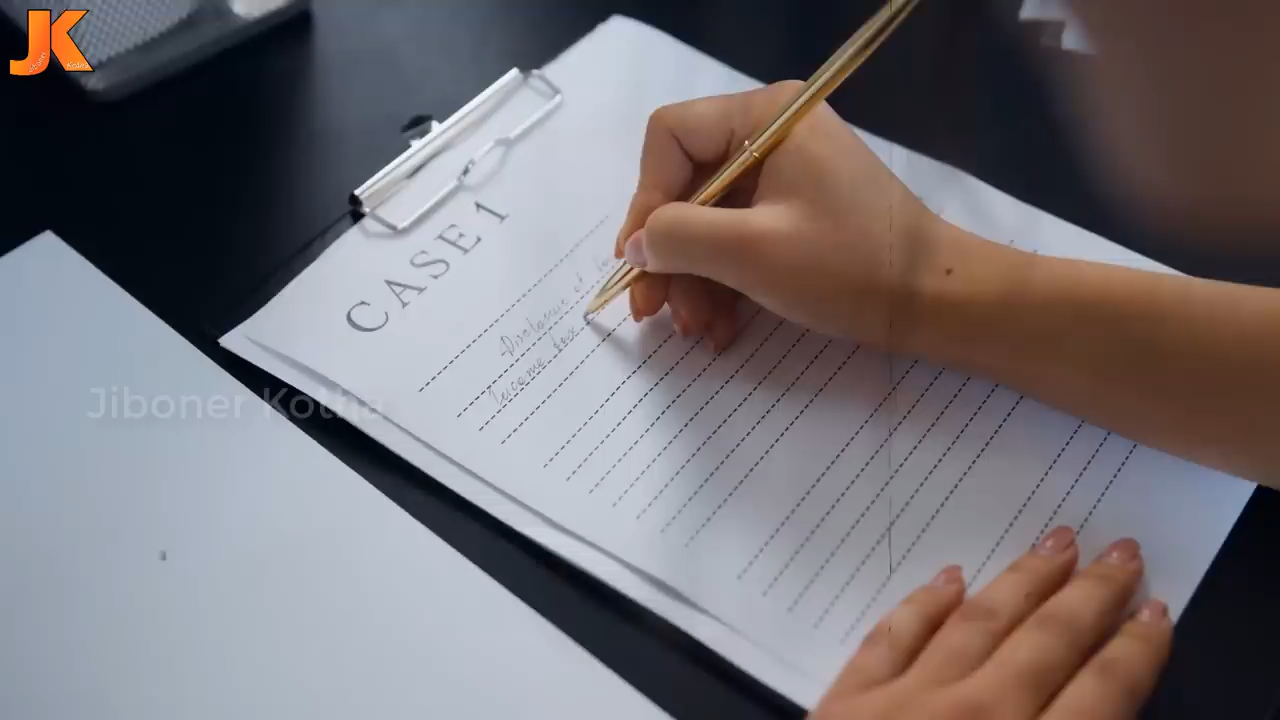 JK
Jiboner Kotha
CASE 1
Disclosure of
Income tax